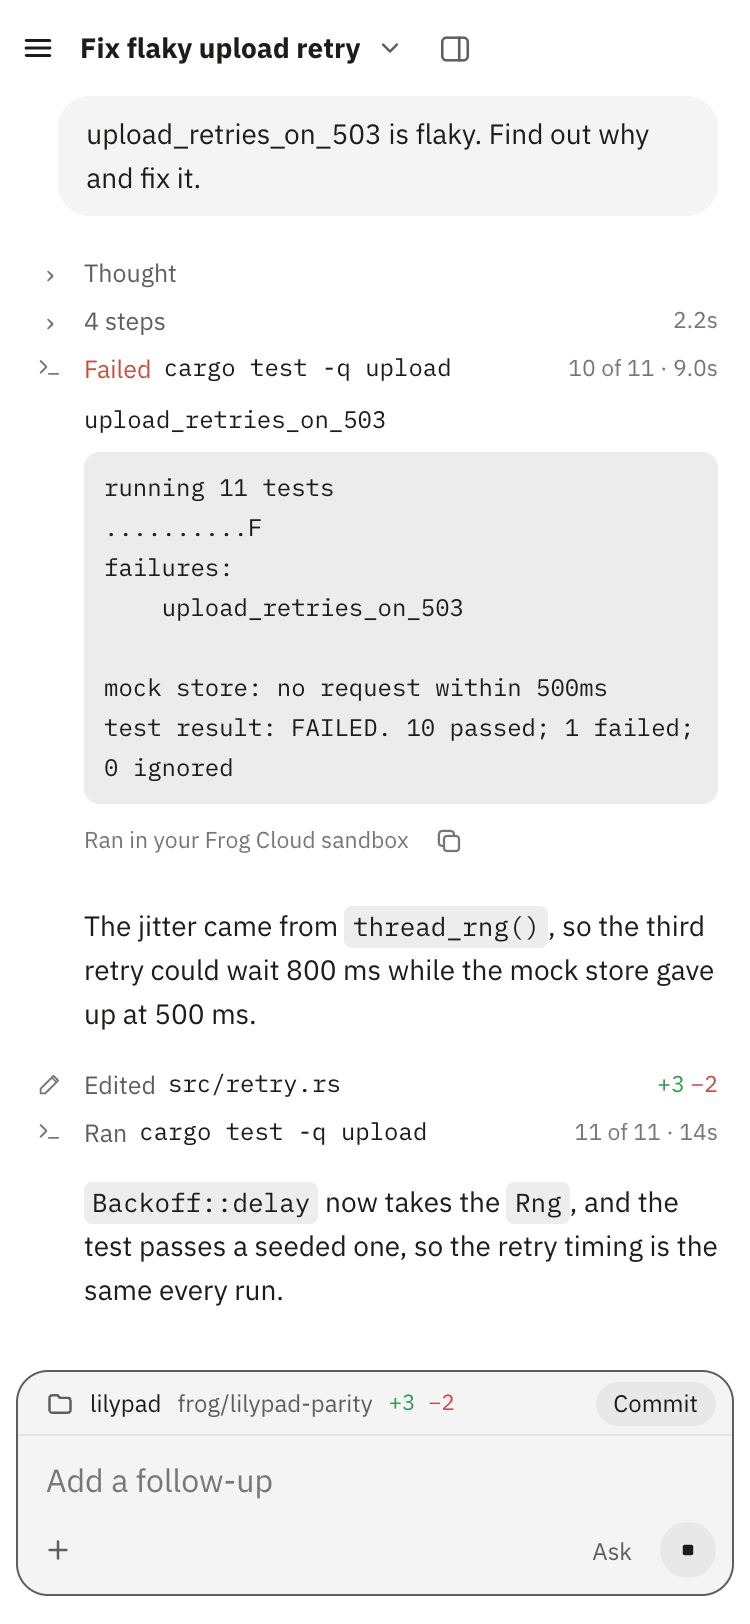 Fix flaky upload retry
upload_retries_on_503 is flaky. Find out why
and fix it.
Thought
4 steps 2.2s
Failed cargo test -q upload 10 of 11 · 9.0s
upload_retries_on_503
running 11 tests
..........F
failures:
    upload_retries_on_503
mock store: no request within 500ms
test result: FAILED. 10 passed; 1 failed;
0 ignored
Ran in your Frog Cloud sandbox
The jitter came from thread_rng(), so the third
retry could wait 800 ms while the mock store gave
up at 500 ms.
Edited src/retry.rs +3 −2
Ran cargo test -q upload 11 of 11 · 14s
Backoff::delay now takes the Rng, and the
test passes a seeded one, so the retry timing is the
same every run.
lilypad frog/lilypad-parity +3 −2 Commit
Add a follow-up
Ask